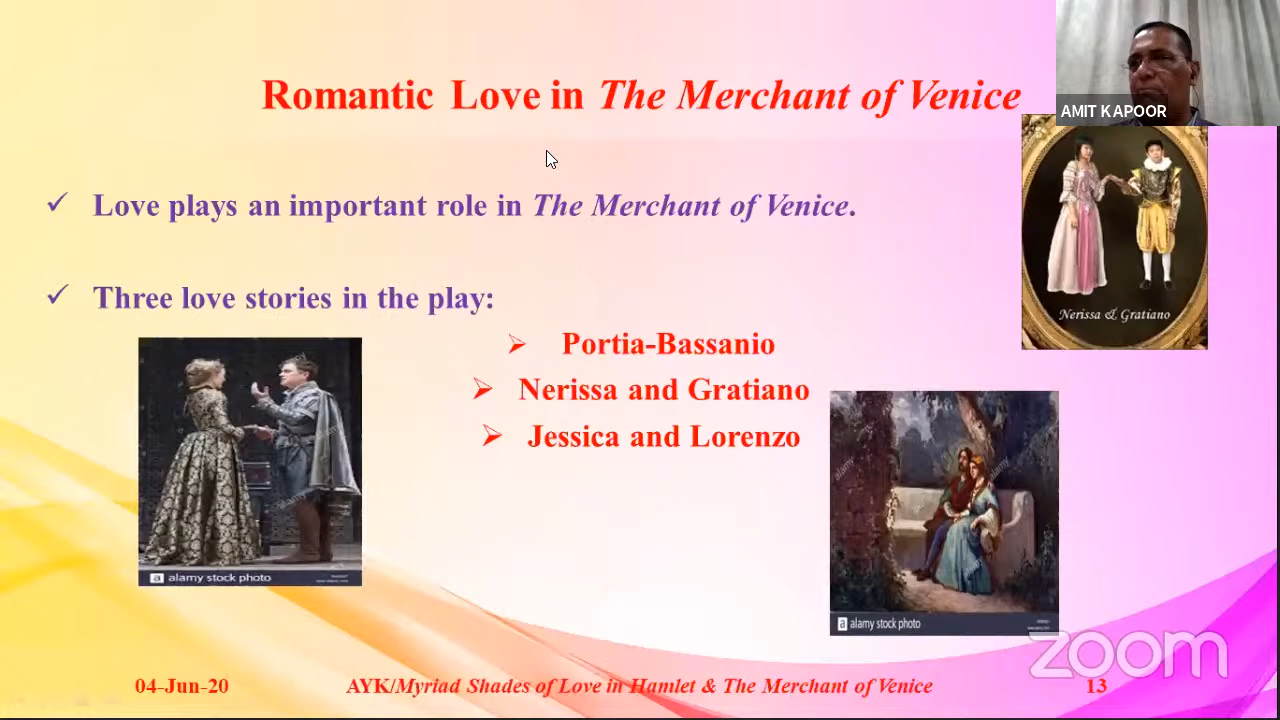 Romantic Love in The Merchant of Venice
AMIT KAPOOR
✓ Love plays an important role in The Merchant of Venice.
✓ Three love stories in the play:
➢ Portia-Bassanio
➢ Nerissa and Gratiano
➢ Jessica and Lorenzo
Nerissa & Gratiano
a alamy stock photo
a alamy stock photo
zoom
04-Jun-20 AYK/Myriad Shades of Love in Hamlet & The Merchant of Venice 13